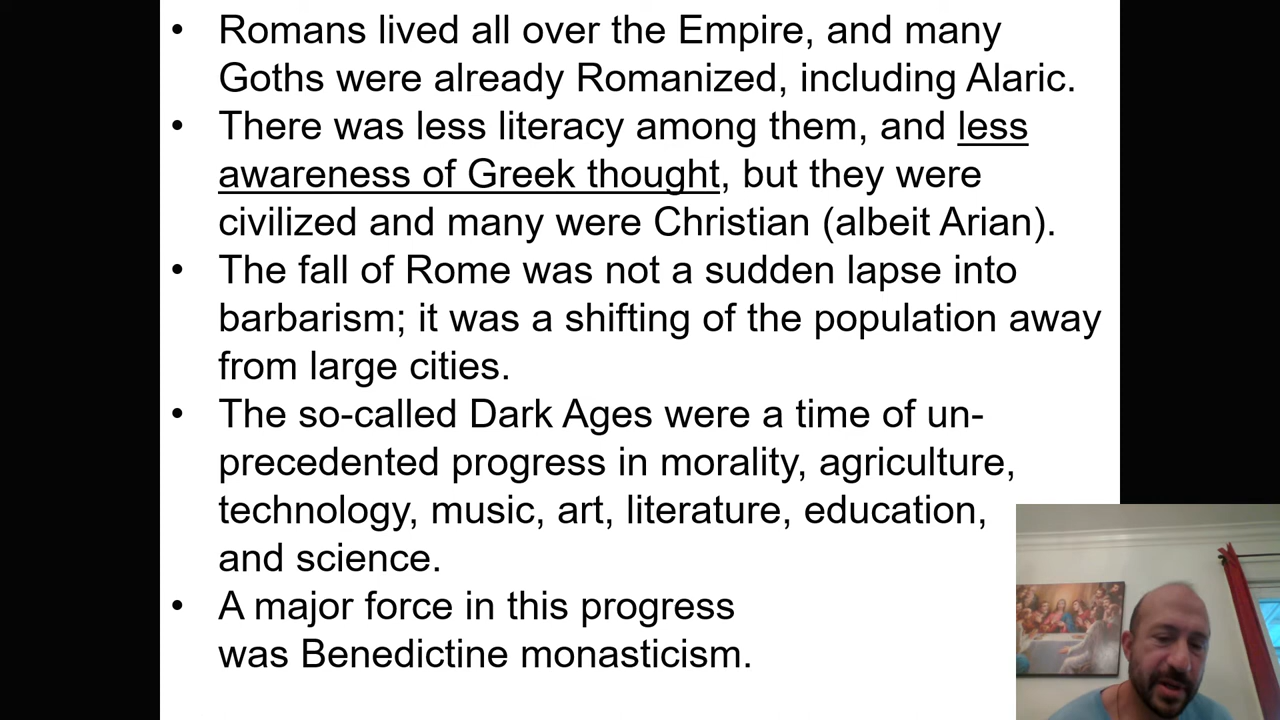 • Romans lived all over the Empire, and many
Goths were already Romanized, including Alaric.
• There was less literacy among them, and less
awareness of Greek thought, but they were
civilized and many were Christian (albeit Arian).
• The fall of Rome was not a sudden lapse into
barbarism; it was a shifting of the population away
from large cities.
• The so-called Dark Ages were a time of un-
precedented progress in morality, agriculture,
technology, music, art, literature, education,
and science.
• A major force in this progress
was Benedictine monasticism.